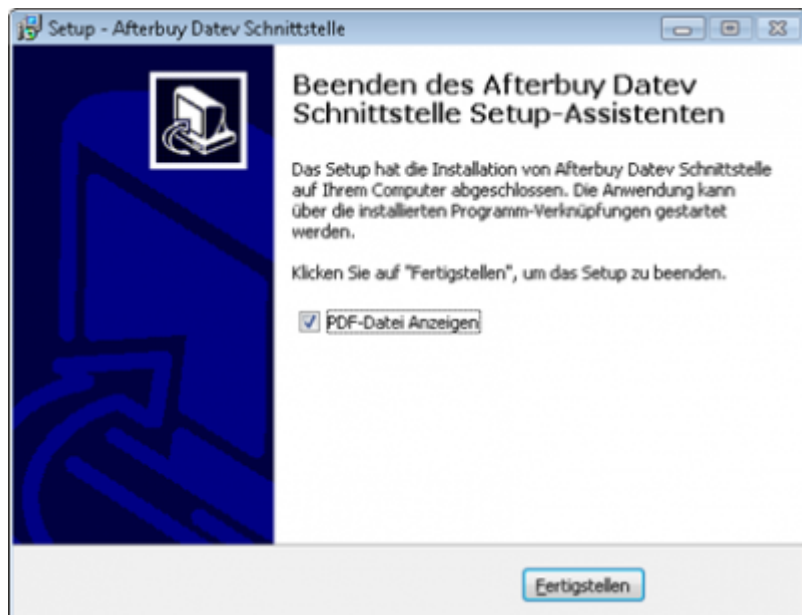 Setup - Afterbuy Datev Schnittstelle
Beenden des Afterbuy Datev
Schnittstelle Setup-Assistenten
Das Setup hat die Installation von Afterbuy Datev Schnittstelle
auf Ihrem Computer abgeschlossen. Die Anwendung kann
über die installierten Programm-Verknüpfungen gestartet
werden.
Klicken Sie auf "Fertigstellen", um das Setup zu beenden.
PDF-Datei Anzeigen
Fertigstellen